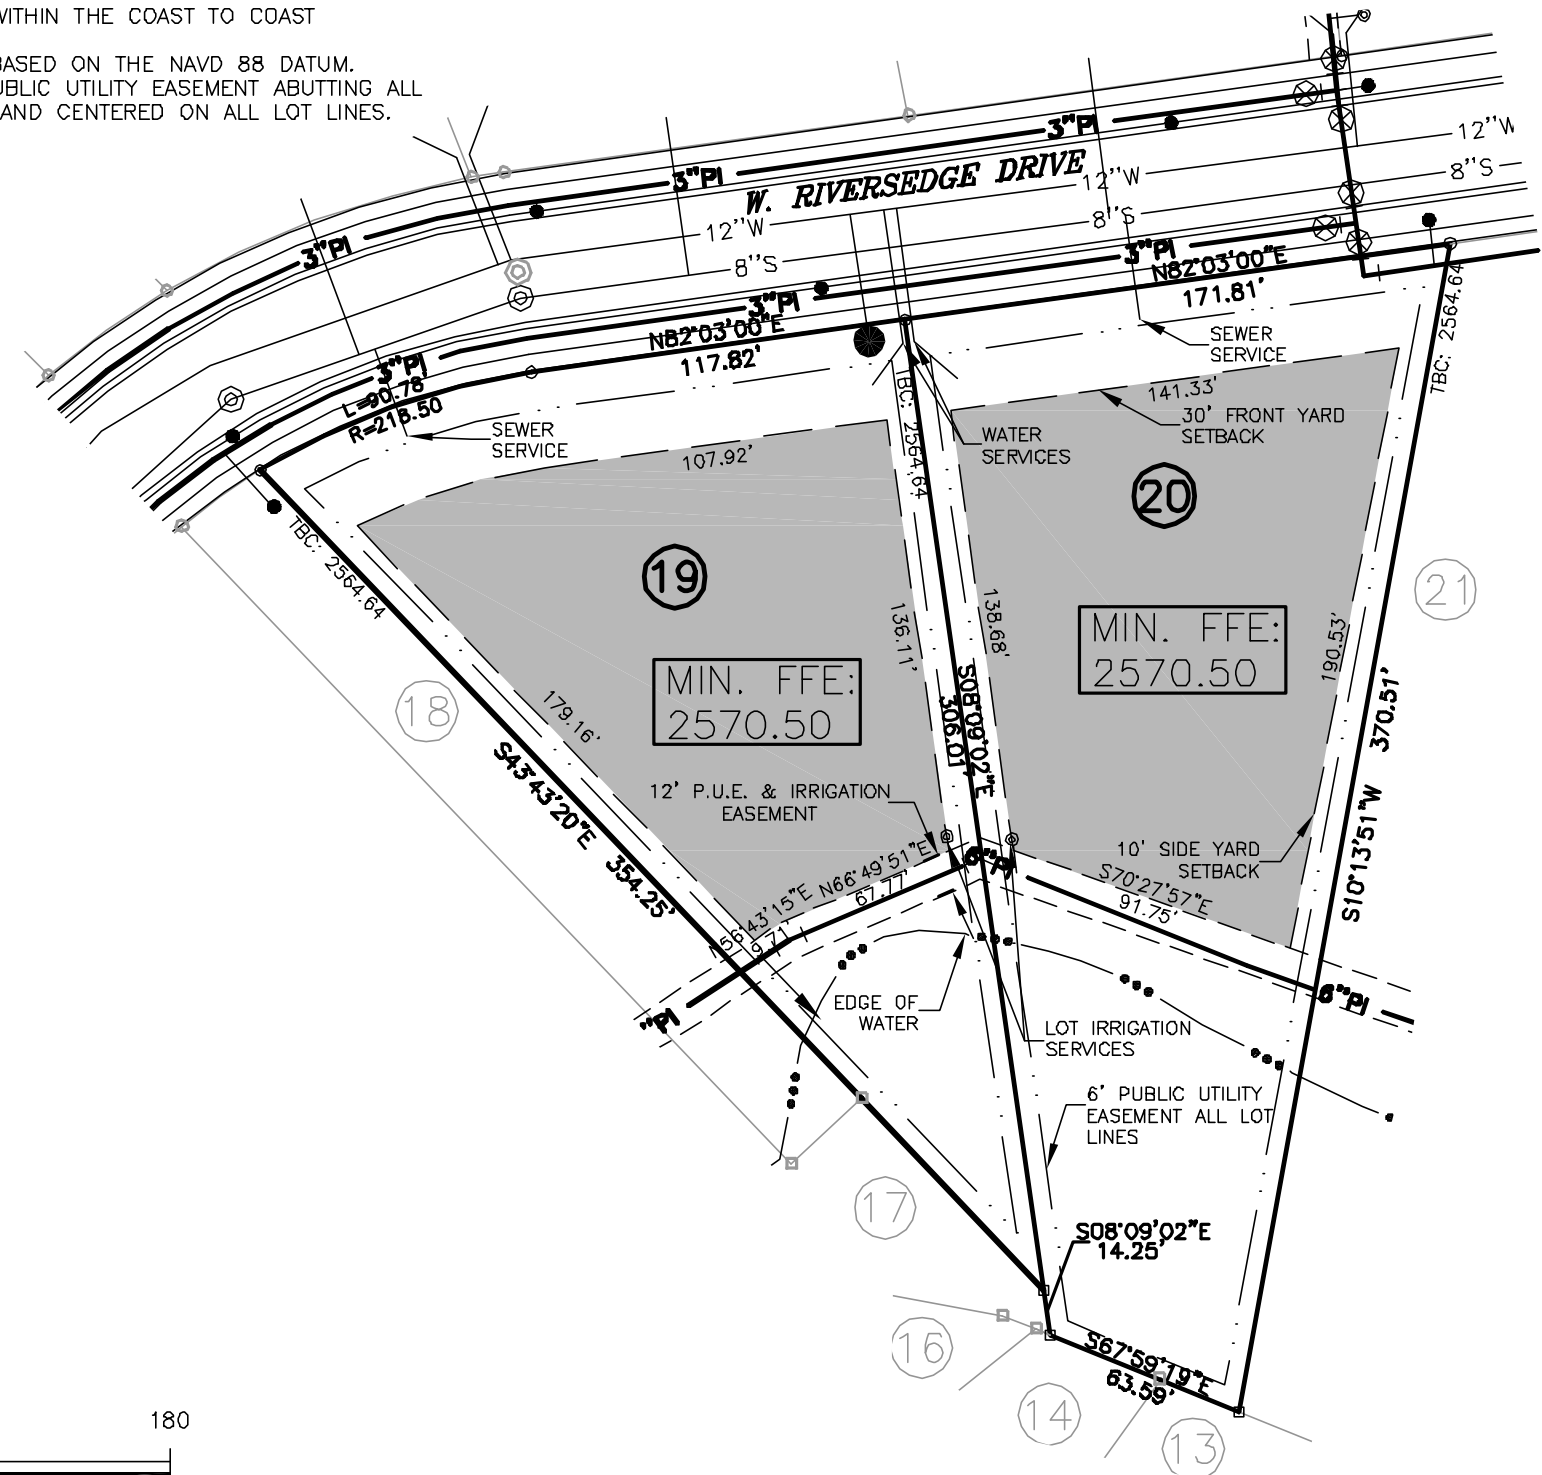 WITHIN THE COAST TO COAST
BASED ON THE NAVD 88 DATUM.
UBLIC UTILITY EASEMENT ABUTTING ALL
AND CENTERED ON ALL LOT LINES.
3"PI
12"W
3"PI
W. RIVERSEDGE DRIVE
12"W
8"S
12"W
8"S
8"S
3"PI
3"PI
N82°03'00"E
171.81'
3"PI
N82°03'00"E
117.82'
3"PI
L=90.78'
R=218.50
SEWER
SERVICE
SEWER
SERVICE
TBC: 2564.64
TBC: 2564.64
TBC: 2564.64
141.33'
30' FRONT YARD
SETBACK
WATER
SERVICES
107.92'
20
19
21
18
136.11'
138.68'
190.53'
179.16'
MIN. FFE:
2570.50
MIN. FFE:
2570.50
S08°09'02"E
306.01'
370.51'
S10°13'51"W
S43°43'20"E 354.25'
12' P.U.E. & IRRIGATION
EASEMENT
10' SIDE YARD
SETBACK
6"PI
N66°49'51"E
67.77'
N56°43'15"E
9.71'
S70°27'57"E
91.75'
6"PI
"PI
EDGE OF
WATER
LOT IRRIGATION
SERVICES
6' PUBLIC UTILITY
EASEMENT ALL LOT
LINES
17
S08°09'02"E
14.25'
16
S67°59'19"E
63.59'
14
13
180